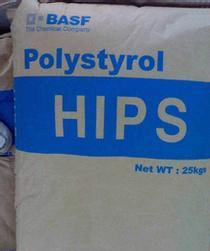 BASF
The Chemical Company
Polystyrol
HIPS
Net WT : 25kgs